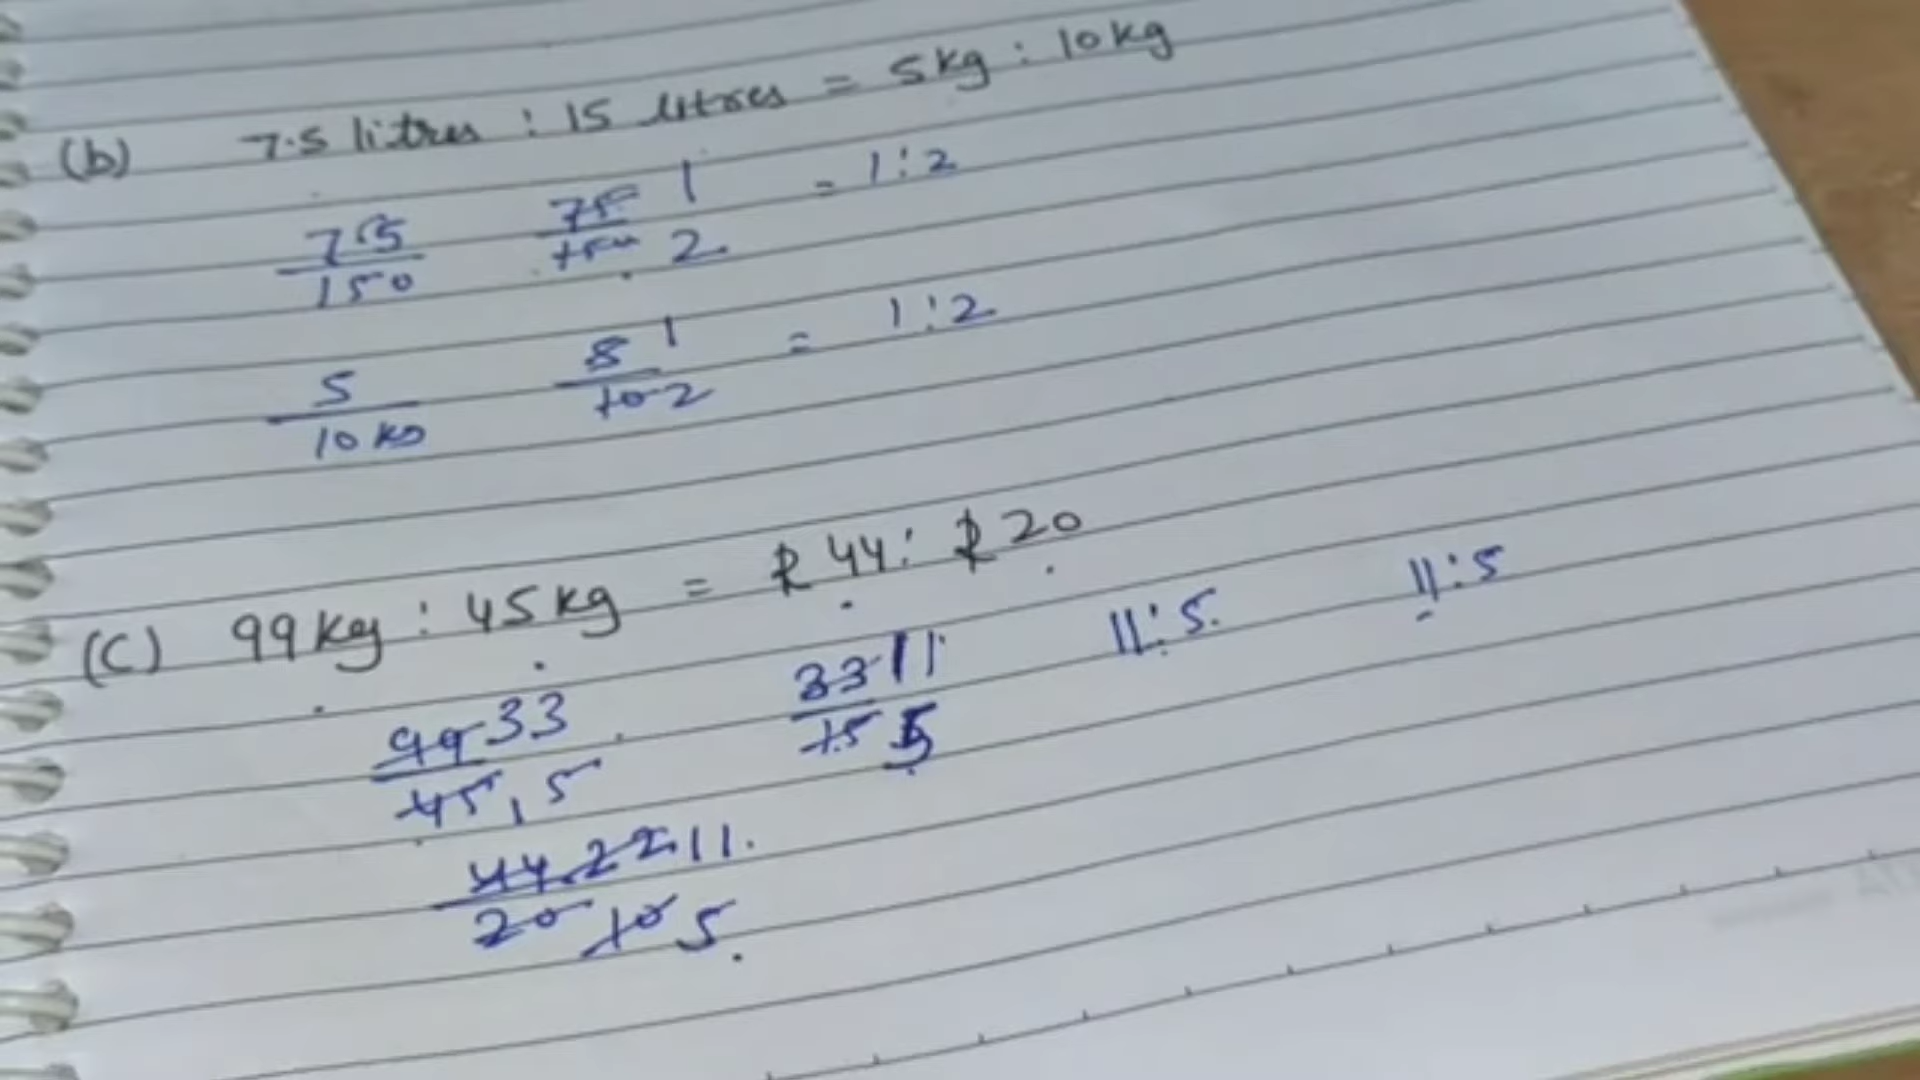 (b) 7.5 litres : 15 litres = 5kg : 10kg
75/150 75/150 1/2 = 1:2
5/10 KG 5/10 1/2 = 1:2
(C) 99kg : 45kg = ₹ 44 : ₹ 20
99/45 33/15 33/15 11/5 11:5. 11:5
44/20 22/10 11/5